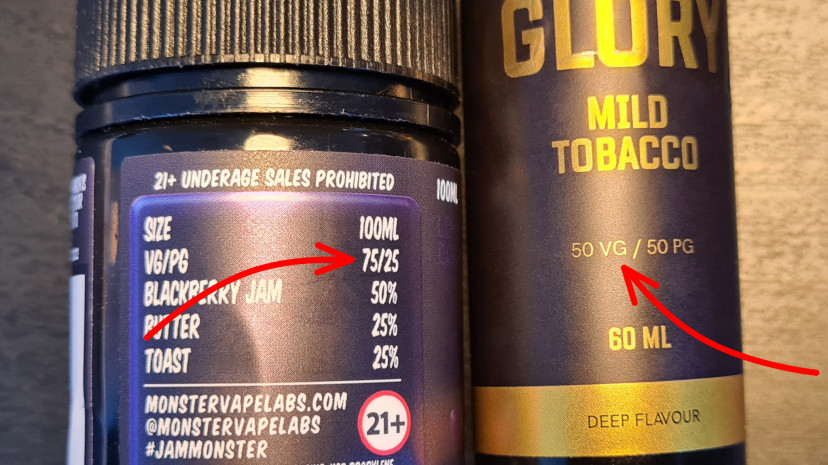 21+ UNDERAGE SALES PROHIBITED
100ML
SIZE 100ML
VG/PG 75/25
BLACKBERRY JAM 50%
BUTTER 25%
TOAST 25%
MONSTERVAPELABS.COM
@MONSTERVAPELABS
#JAMMONSTER
21+
GLORY
MILD
TOBACCO
50 VG / 50 PG
60 ML
DEEP FLAVOUR